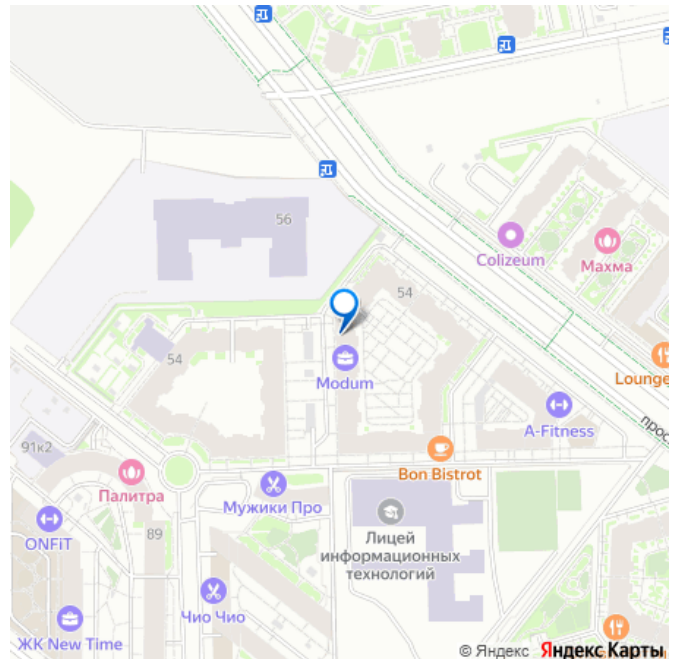 56
Colizeum
Махма
54
54
Modum
Lounge
A-Fitness
прос
91к2
Bon Bistrot
Палитра
Мужики Про
ONFIT
89
Лицей
информационных
технологий
Чио Чио
ЖК New Time
© Яндекс Яндекс Карты